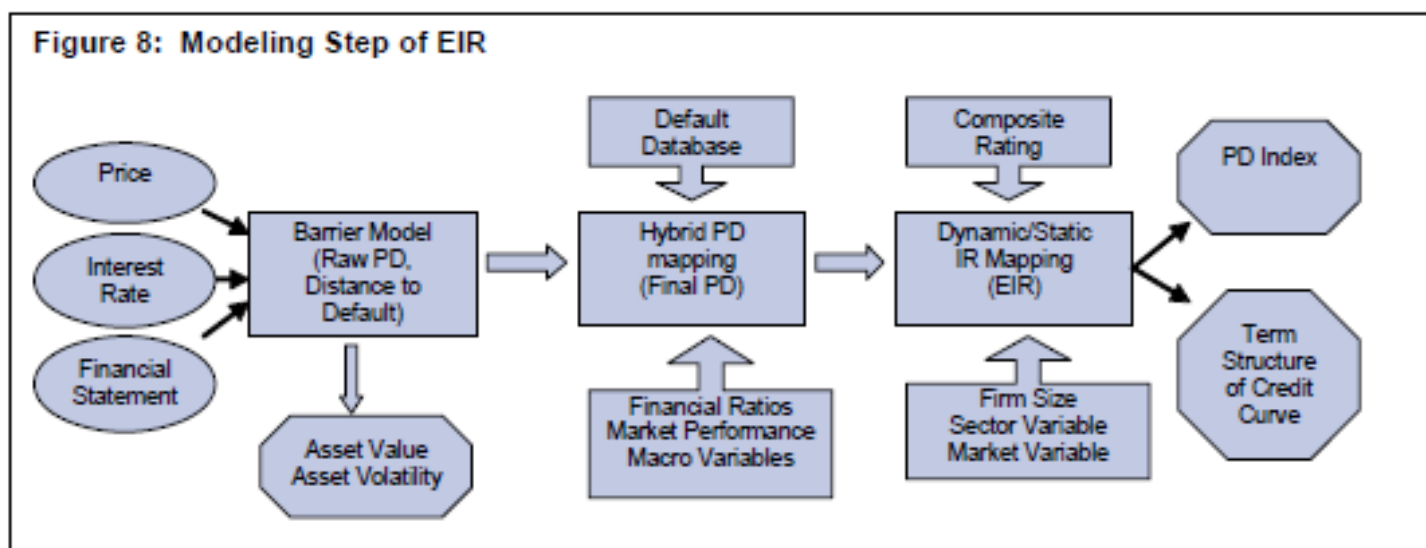 Figure 8: Modeling Step of EIR
Price
Interest
Rate
Financial
Statement
Barrier Model
(Raw PD,
Distance to
Default)
Asset Value
Asset Volatility
Default
Database
Hybrid PD
mapping
(Final PD)
Financial Ratios
Market Performance
Macro Variables
Composite
Rating
Dynamic/Static
IR Mapping
(EIR)
Firm Size
Sector Variable
Market Variable
PD Index
Term
Structure
of Credit
Curve